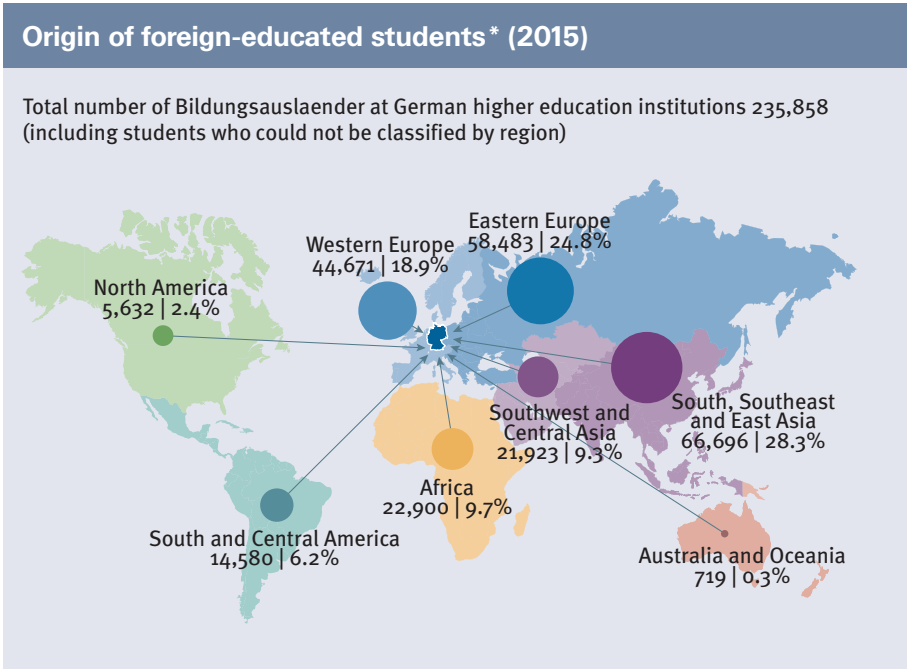 Origin of foreign-educated students* (2015)
Total number of Bildungsauslaender at German higher education institutions 235,858
(including students who could not be classified by region)
Eastern Europe
58,483 | 24.8%
Western Europe
44,671 | 18.9%
North America
5,632 | 2.4%
South, Southeast
and East Asia
66,696 | 28.3%
Southwest and
Central Asia
21,923 | 9.3%
Africa
22,900 | 9.7%
South and Central America
14,580 | 6.2%
Australia and Oceania
719 | 0.3%